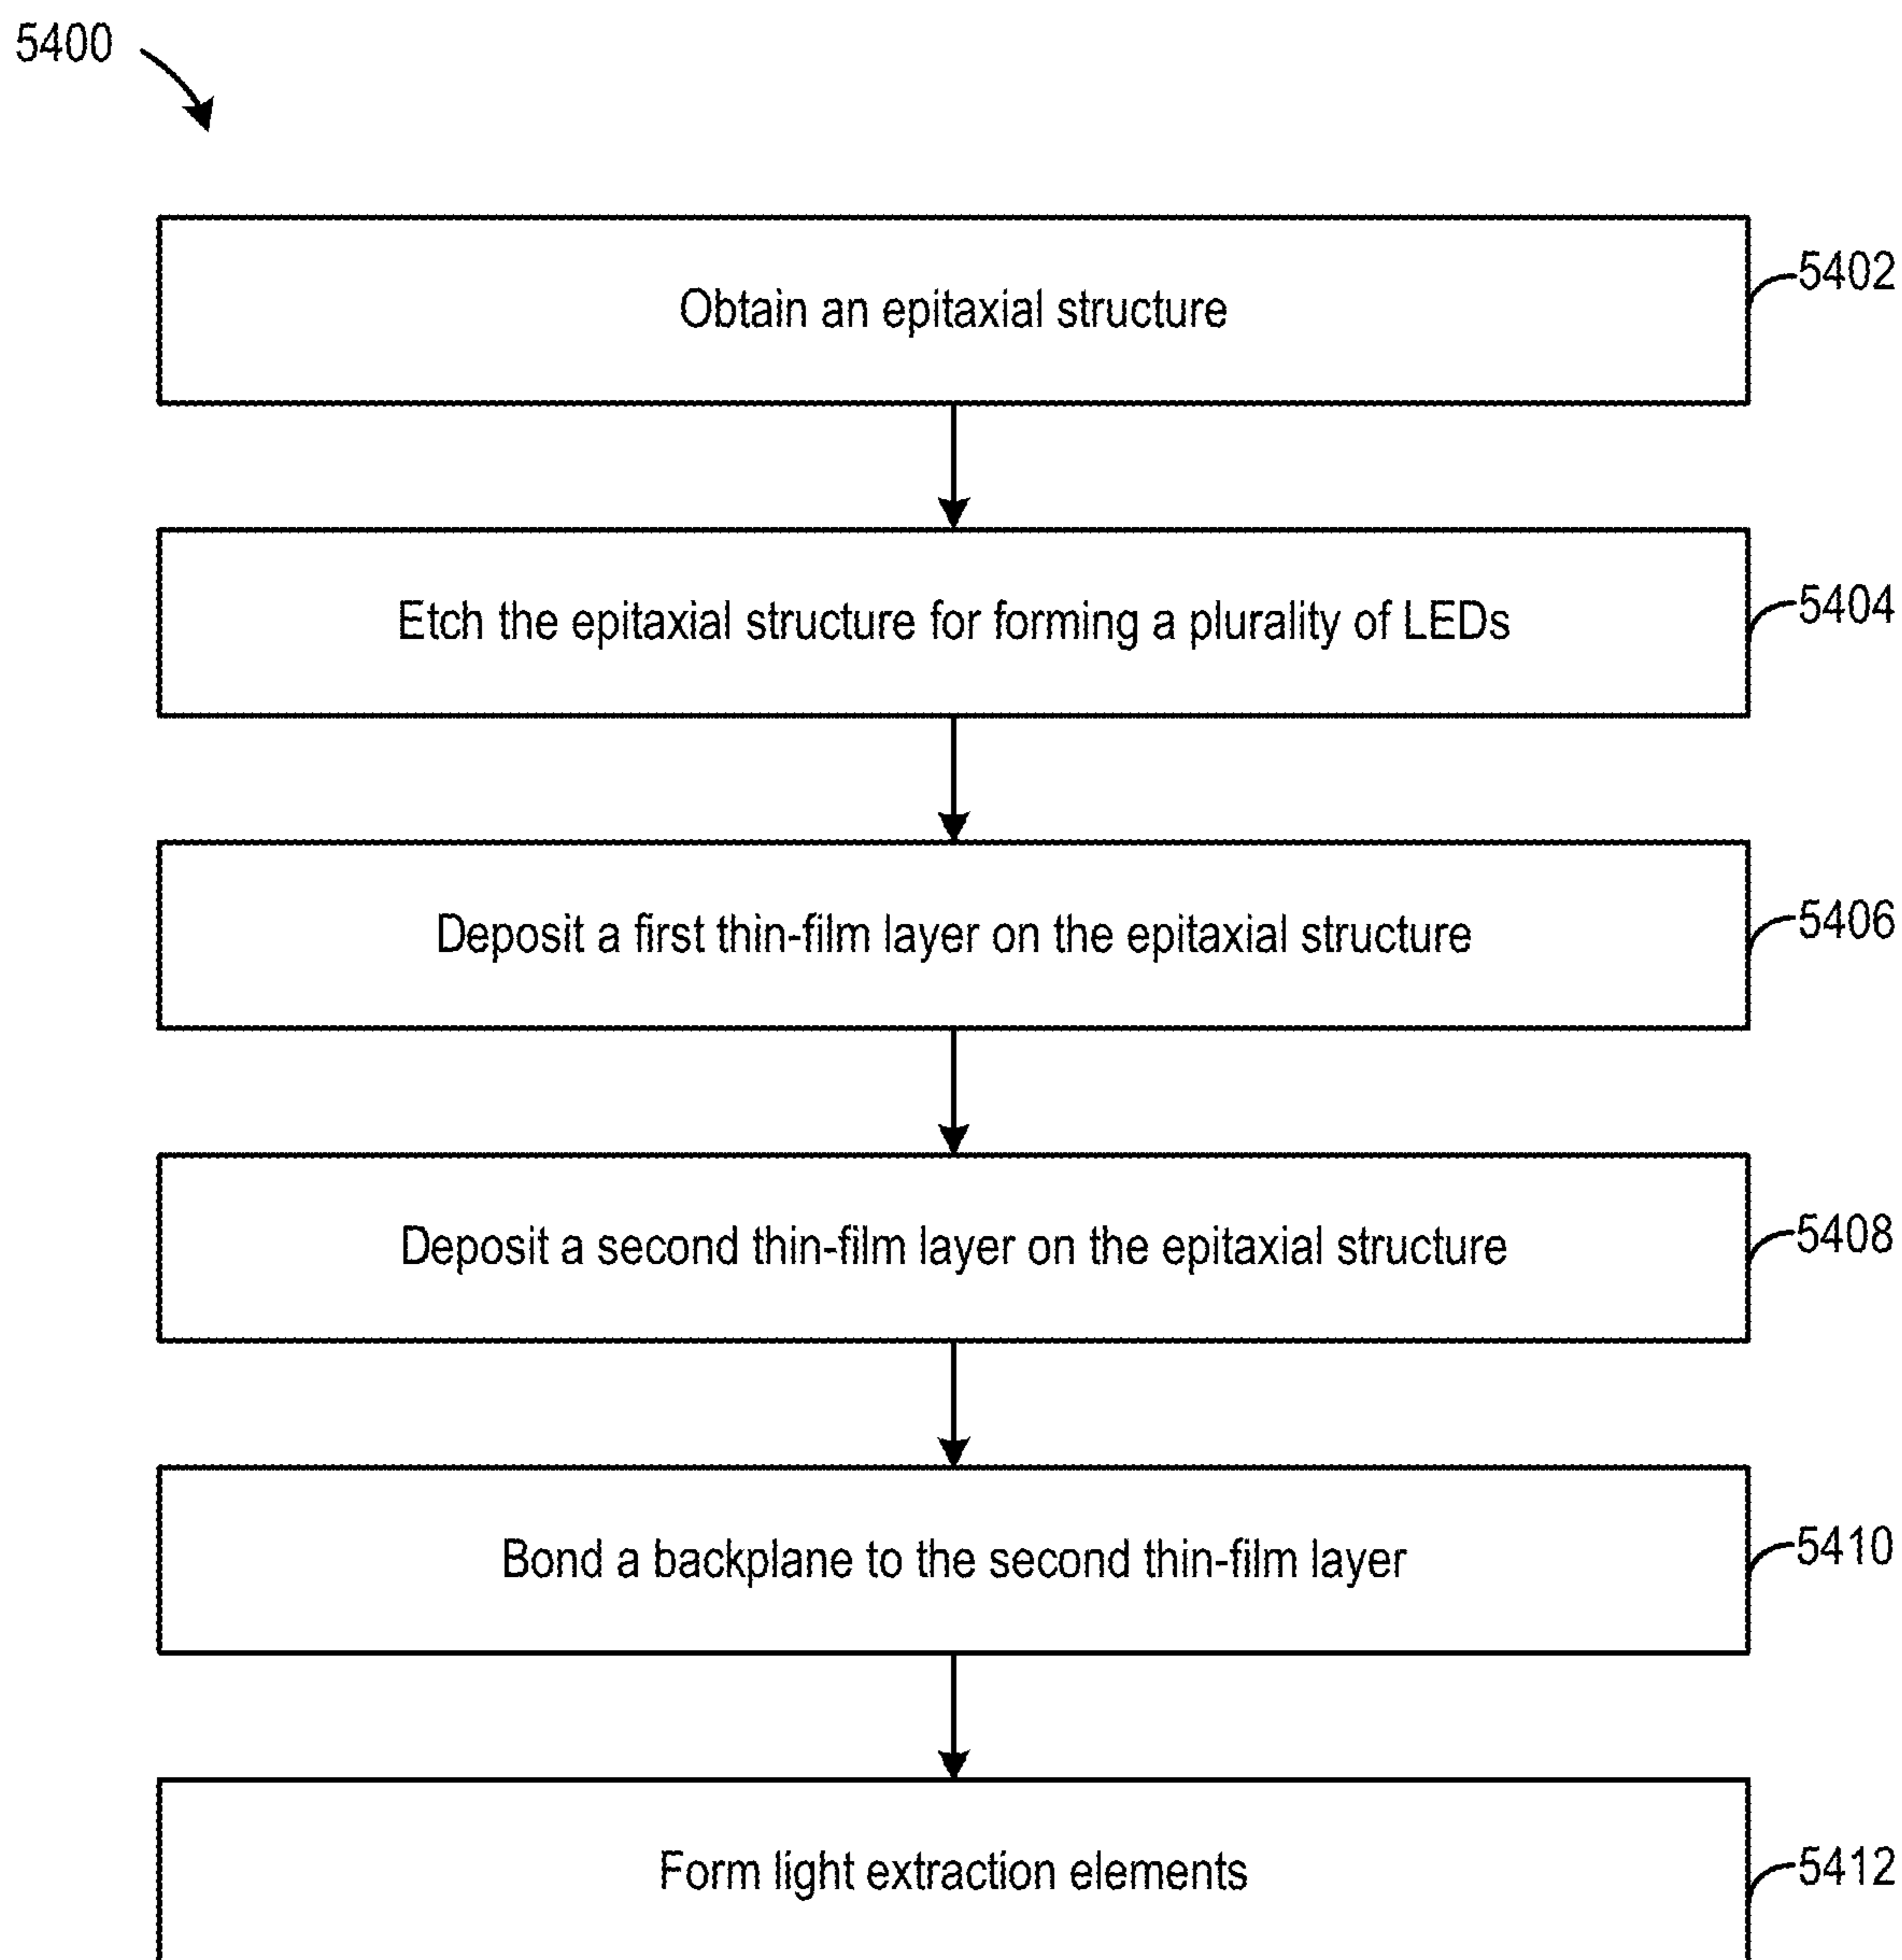 5400
Obtain an epitaxial structure
5402
Etch the epitaxial structure for forming a plurality of LEDs
5404
Deposit a first thin-film layer on the epitaxial structure
5406
Deposit a second thin-film layer on the epitaxial structure
5408
Bond a backplane to the second thin-film layer
5410
Form light extraction elements
5412